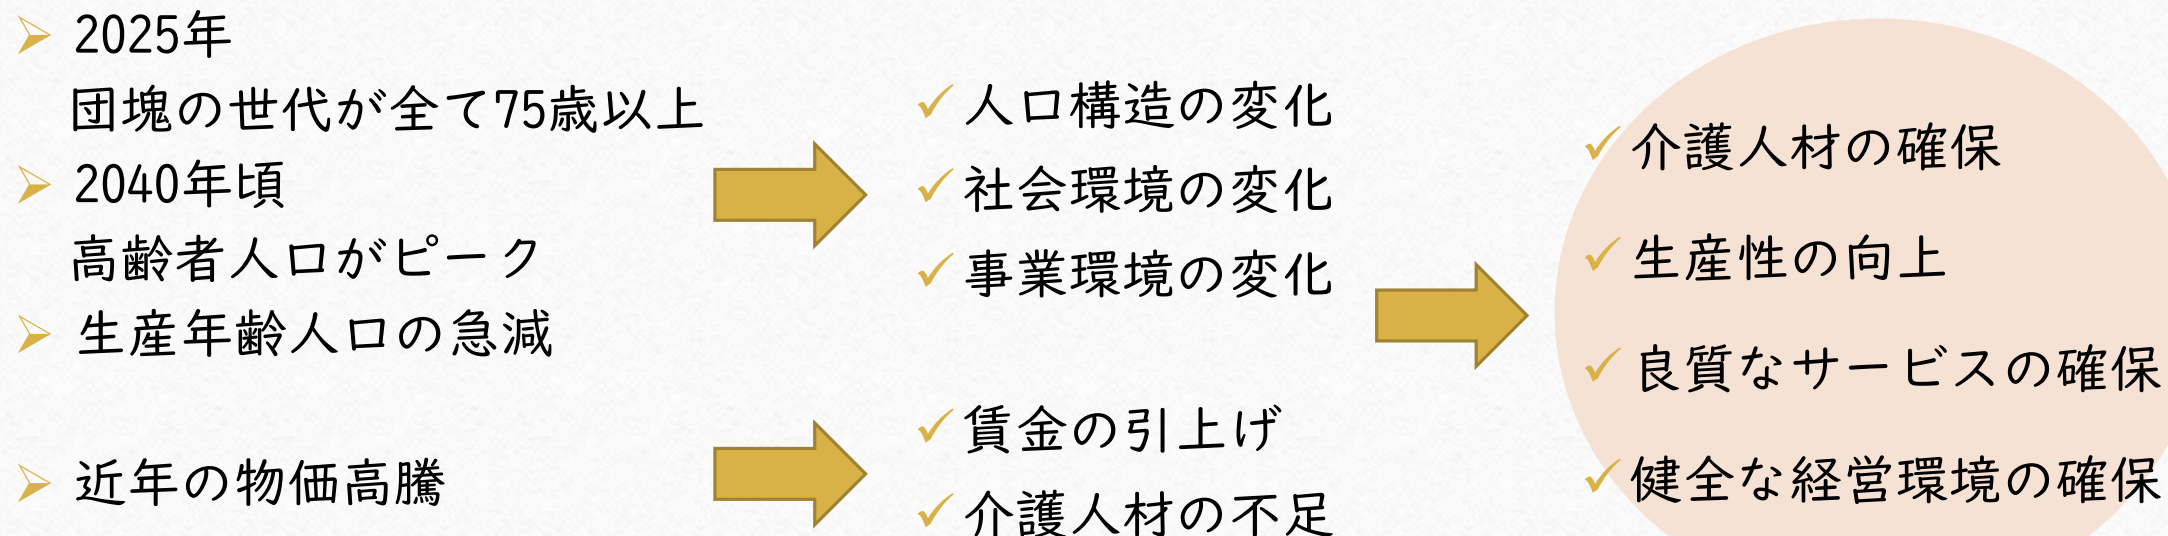 2025年
団塊の世代が全て75歳以上
2040年頃
高齢者人口がピーク
生産年齢人口の急減
近年の物価高騰
人口構造の変化
社会環境の変化
事業環境の変化
賃金の引上げ
介護人材の不足
介護人材の確保
生産性の向上
良質なサービスの確保
健全な経営環境の確保